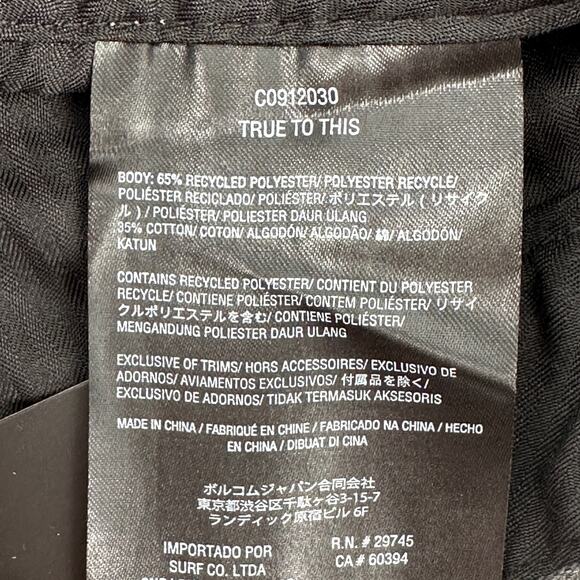 C0912030
TRUE TO THIS
BODY: 65% RECYCLED POLYESTER/ POLYESTER RECYCLE/
POLIÉSTER RECICLADO/ POLIÉSTER/ ポリエステル ( リサイク
ル ) / POLIÉSTER/ POLIESTER DAUR ULANG
35% COTTON/ COTON/ ALGODÓN/ ALGODÃO/ 綿/ ALGODÓN/
KATUN
CONTAINS RECYCLED POLYESTER/ CONTIENT DU POLYESTER
RECYCLE/ CONTIENE POLIÉSTER/ CONTEM POLIÉSTER/ リサイ
クルポリエステルを含む/ CONTIENE POLIÉSTER/
MENGANDUNG POLIESTER DAUR ULANG
EXCLUSIVE OF TRIMS/ HORS ACCESSOIRES/ EXCLUSIVO DE
ADORNOS/ AVIAMENTOS EXCLUSIVOS/ 付属品を除く/
EXCLUSIVO DE ADORNOS/ TIDAK TERMASUK AKSESORIS
MADE IN CHINA / FABRIQUÉ EN CHINE / FABRICADO NA CHINA / HECHO
EN CHINA / DIBUAT DI CINA
ボルコムジャパン合同会社
東京都渋谷区千駄ヶ谷3-15-7
ランディック原宿ビル 6F
IMPORTADO POR
SURF CO. LTDA
R.N. # 29745
CA # 60394